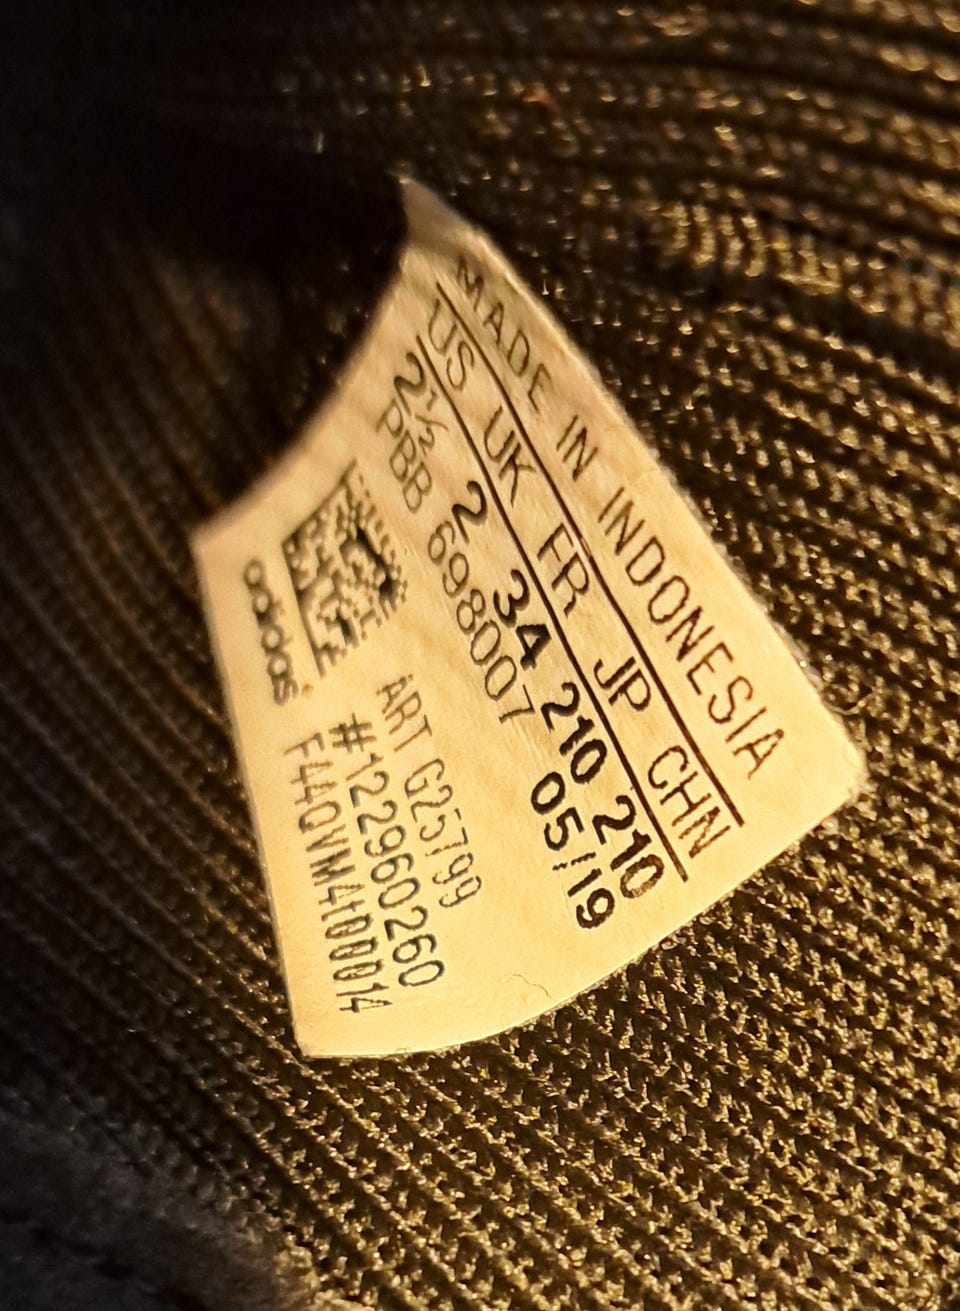 MADE IN INDONESIA
US UK FR JP CHN
2½ 2 34 210 210
PBB 698007 05/19
ART G25799
#122960260
F44QVM4100014
adidas